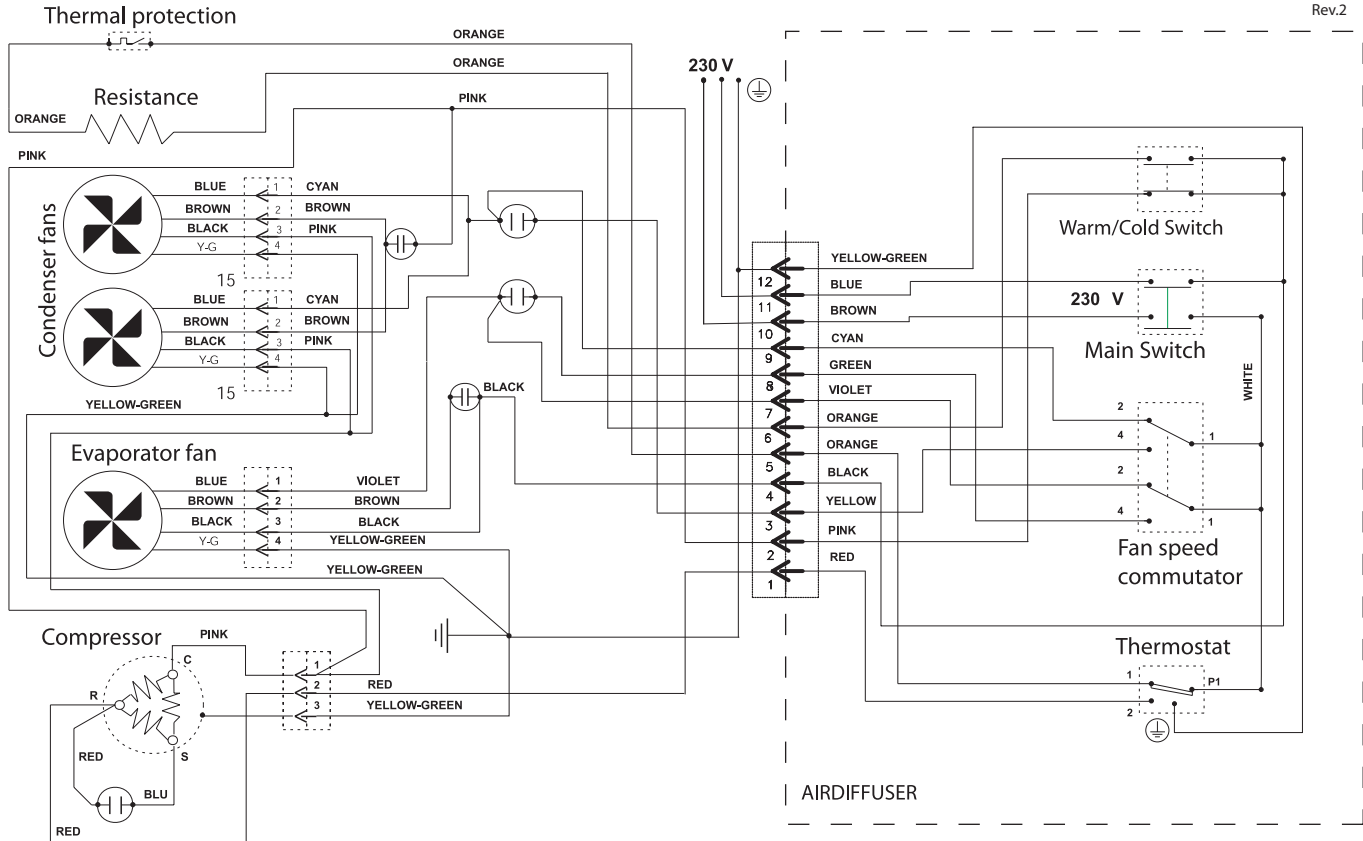 Rev.2
Thermal protection
ORANGE
ORANGE
230 V
Resistance
PINK
ORANGE
PINK
BLUE 1 CYAN
BROWN 2 BROWN
BLACK 3 PINK
Y-G 4
15
Condenser fans
BLUE 1 CYAN
BROWN 2 BROWN
BLACK 3 PINK
Y-G 4
15
YELLOW-GREEN
BLACK
Evaporator fan
BLUE 1 VIOLET
BROWN 2 BROWN
BLACK 3 BLACK
Y-G 4 YELLOW-GREEN
YELLOW-GREEN
Compressor
PINK
C
R
S
1
2 RED
3 YELLOW-GREEN
RED
BLU
RED
YELLOW-GREEN
12
BLUE
11
BROWN
10
CYAN
9
GREEN
8
VIOLET
7
ORANGE
6
ORANGE
5
BLACK
4
YELLOW
3
PINK
2
RED
1
Warm/Cold Switch
230 V
Main Switch
WHITE
2
4
1
2
4
1
Fan speed
commutator
Thermostat
1
P1
2
AIRDIFFUSER